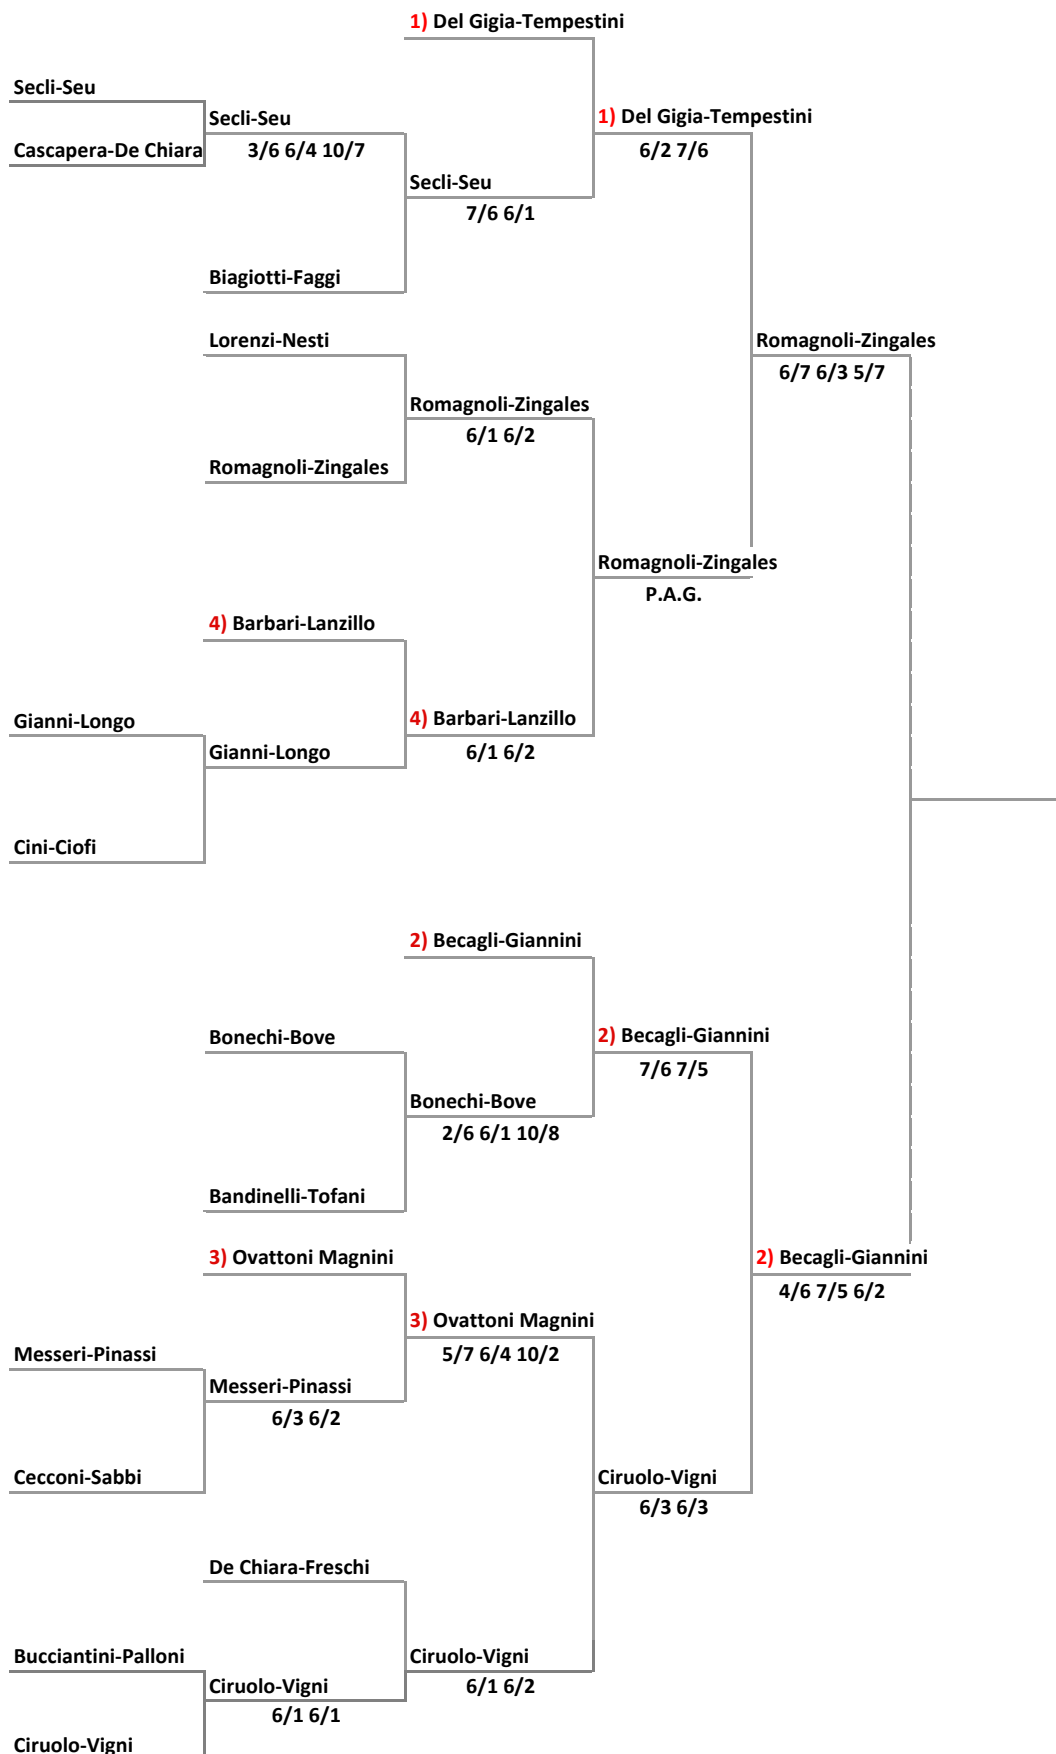 1) Del Gigia-Tempestini
Secli-Seu
Secli-Seu
1) Del Gigia-Tempestini
Cascapera-De Chiara
3/6 6/4 10/7
6/2 7/6
Secli-Seu
7/6 6/1
Biagiotti-Faggi
Lorenzi-Nesti
Romagnoli-Zingales
6/7 6/3 5/7
Romagnoli-Zingales
6/1 6/2
Romagnoli-Zingales
Romagnoli-Zingales
P.A.G.
4) Barbari-Lanzillo
Gianni-Longo
4) Barbari-Lanzillo
Gianni-Longo
6/1 6/2
Cini-Ciofi
2) Becagli-Giannini
Bonechi-Bove
2) Becagli-Giannini
7/6 7/5
Bonechi-Bove
2/6 6/1 10/8
Bandinelli-Tofani
3) Ovattoni Magnini
2) Becagli-Giannini
4/6 7/5 6/2
3) Ovattoni Magnini
Messeri-Pinassi
5/7 6/4 10/2
Messeri-Pinassi
6/3 6/2
Cecconi-Sabbi
Ciruolo-Vigni
6/3 6/3
De Chiara-Freschi
Bucciantini-Palloni
Ciruolo-Vigni
Ciruolo-Vigni
6/1 6/2
6/1 6/1
Ciruolo-Vigni